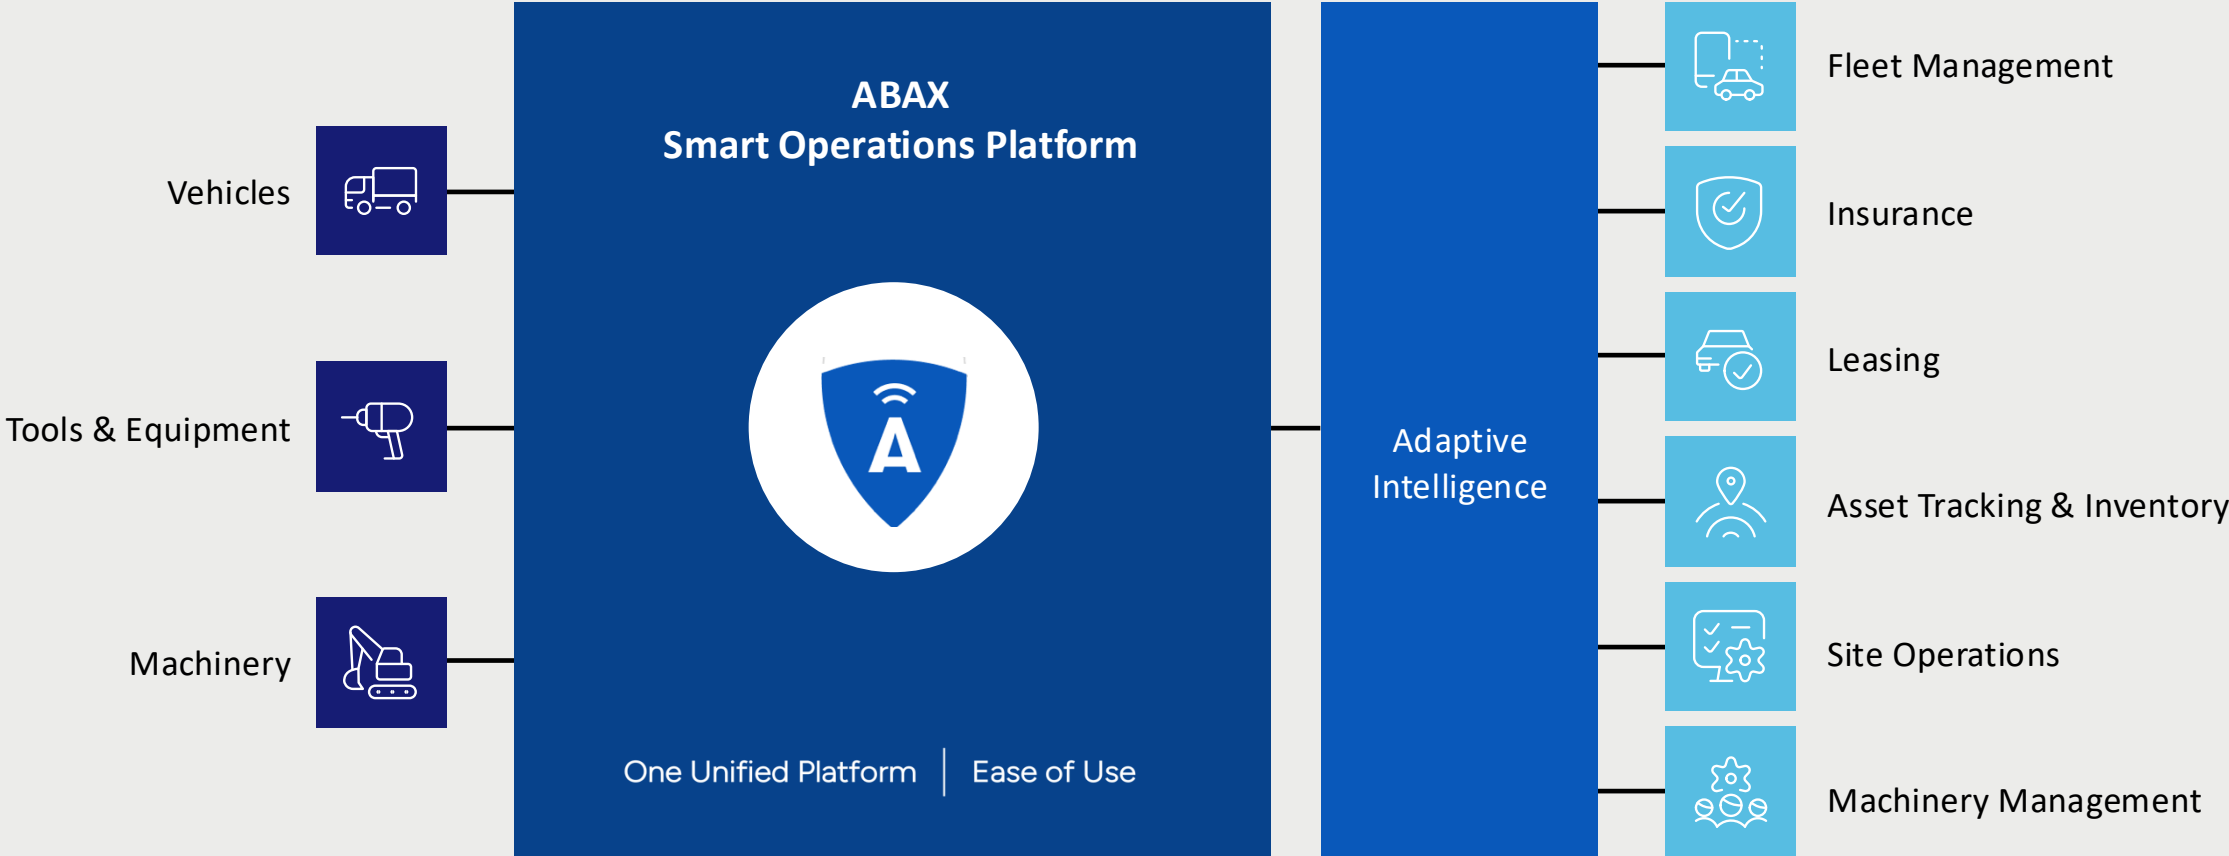 Vehicles
Tools & Equipment
Machinery
ABAX
Smart Operations Platform
A
One Unified Platform | Ease of Use
Adaptive
Intelligence
Fleet Management
Insurance
Leasing
Asset Tracking & Inventory
Site Operations
Machinery Management